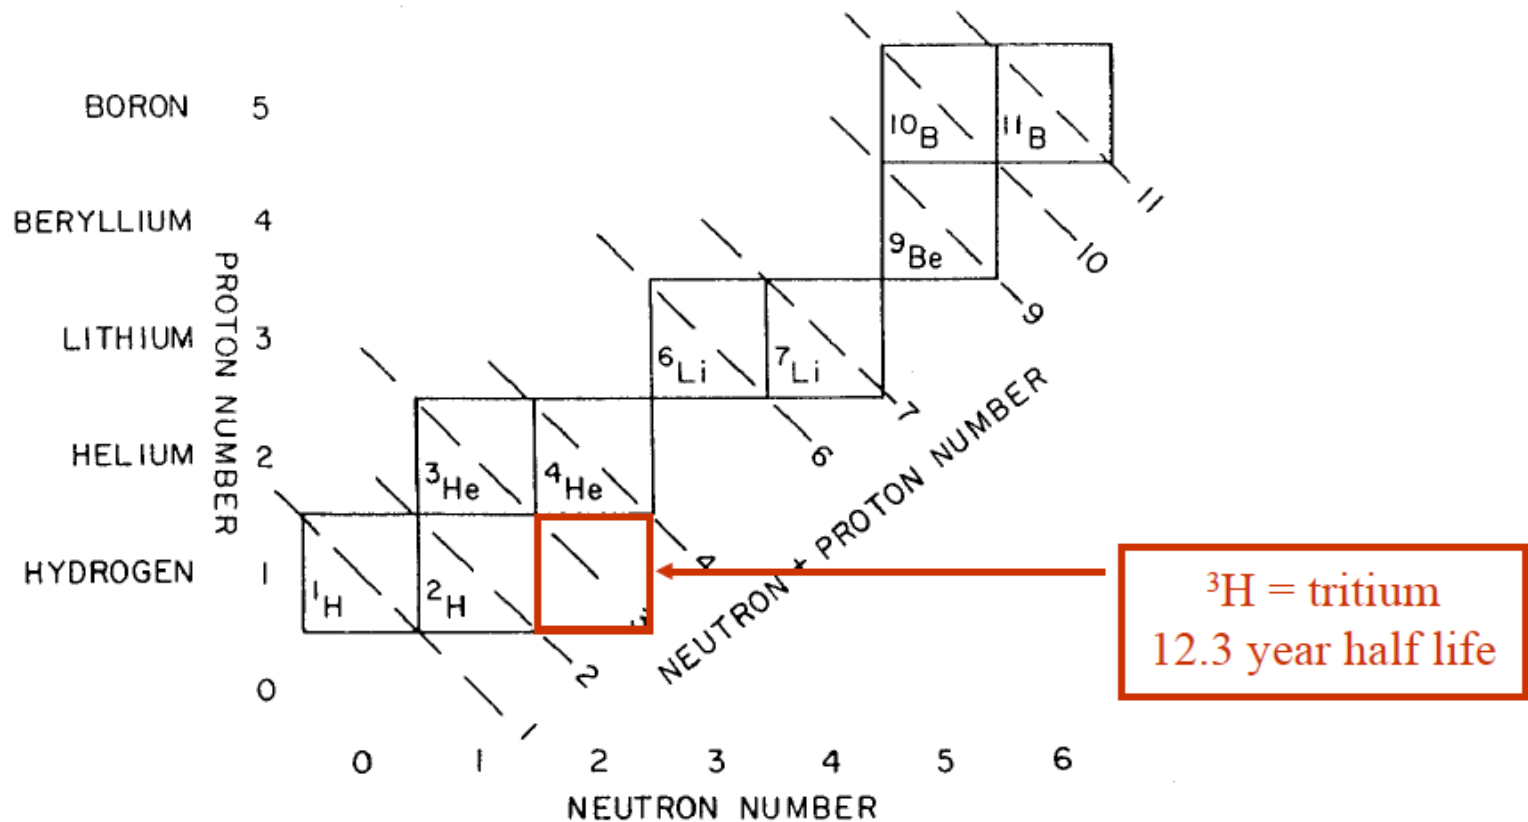 BORON 5
10B 11B
11
BERYLLIUM 4
9Be
10
9
PROTON NUMBER
LITHIUM 3
6Li 7Li
7
6
HELIUM 2
3He 4He
4
NEUTRON + PROTON NUMBER
HYDROGEN 1
1H 2H
3
2
1
0
³H = tritium
12.3 year half life
0 1 2 3 4 5 6
NEUTRON NUMBER